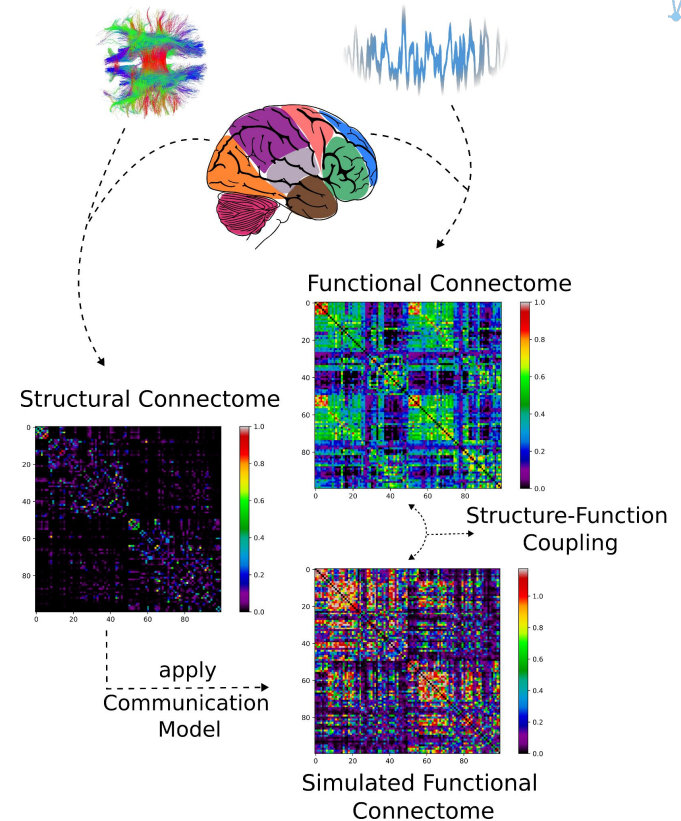 Functional Connectome
0
20
40
60
80
0 20 40 60 80
1.0
0.8
0.6
0.4
0.2
0.0
Structural Connectome
0
20
40
60
80
0 20 40 60 80
1.0
0.8
0.6
0.4
0.2
0.0
Structure-Function
Coupling
apply
Communication
Model
0
20
40
60
80
0 20 40 60 80
1.0
0.8
0.6
0.4
0.2
0.0
Simulated Functional
Connectome